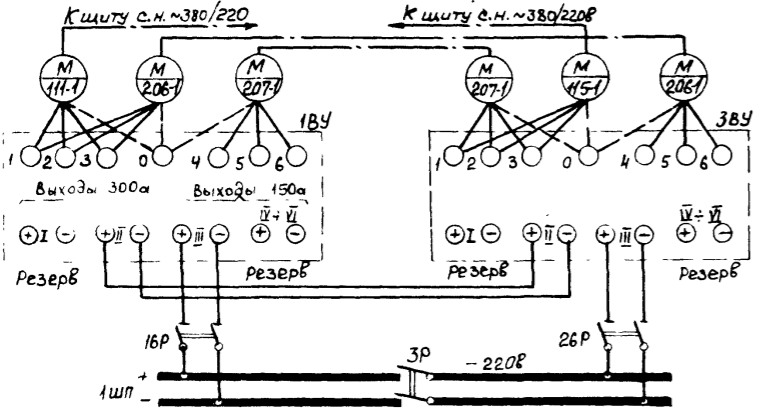 К щиту с.н. ~380/220 К щиту с.н. ~380/220в
М 111-1 М 206-1 М 207-1 М 207-1 М 115-1 М 206-1
1ВУ 3ВУ
1 2 3 0 4 5 6 1 2 3 0 4 5 6
Выходы 300а Выходы 150а
IV÷VI IV÷VI
+ I − + II − + III − + − + I − + II − + III − + −
Резерв Резерв Резерв Резерв
1бР 2бР
3Р −220в
+
1шп
−